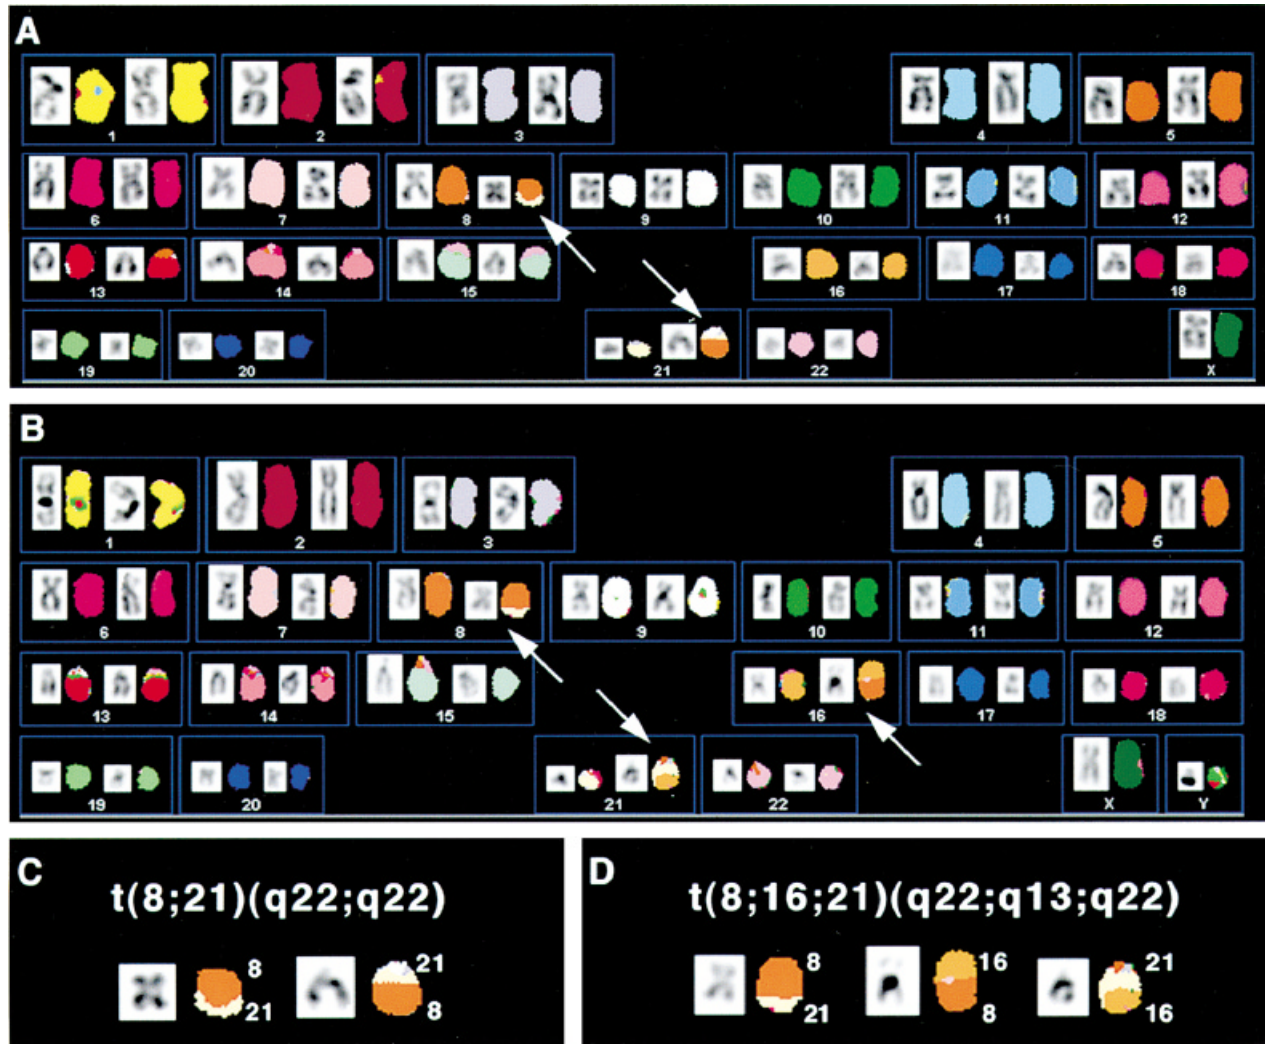 A
1 2 3 4 5
6 7 8 9 10 11 12
13 14 15 16 17 18
19 20 21 22 X
B
1 2 3 4 5
6 7 8 9 10 11 12
13 14 15 16 17 18
19 20 21 22 X Y
C
t(8;21)(q22;q22)
8 21
21 8
D
t(8;16;21)(q22;q13;q22)
8 16 21
21 8 16